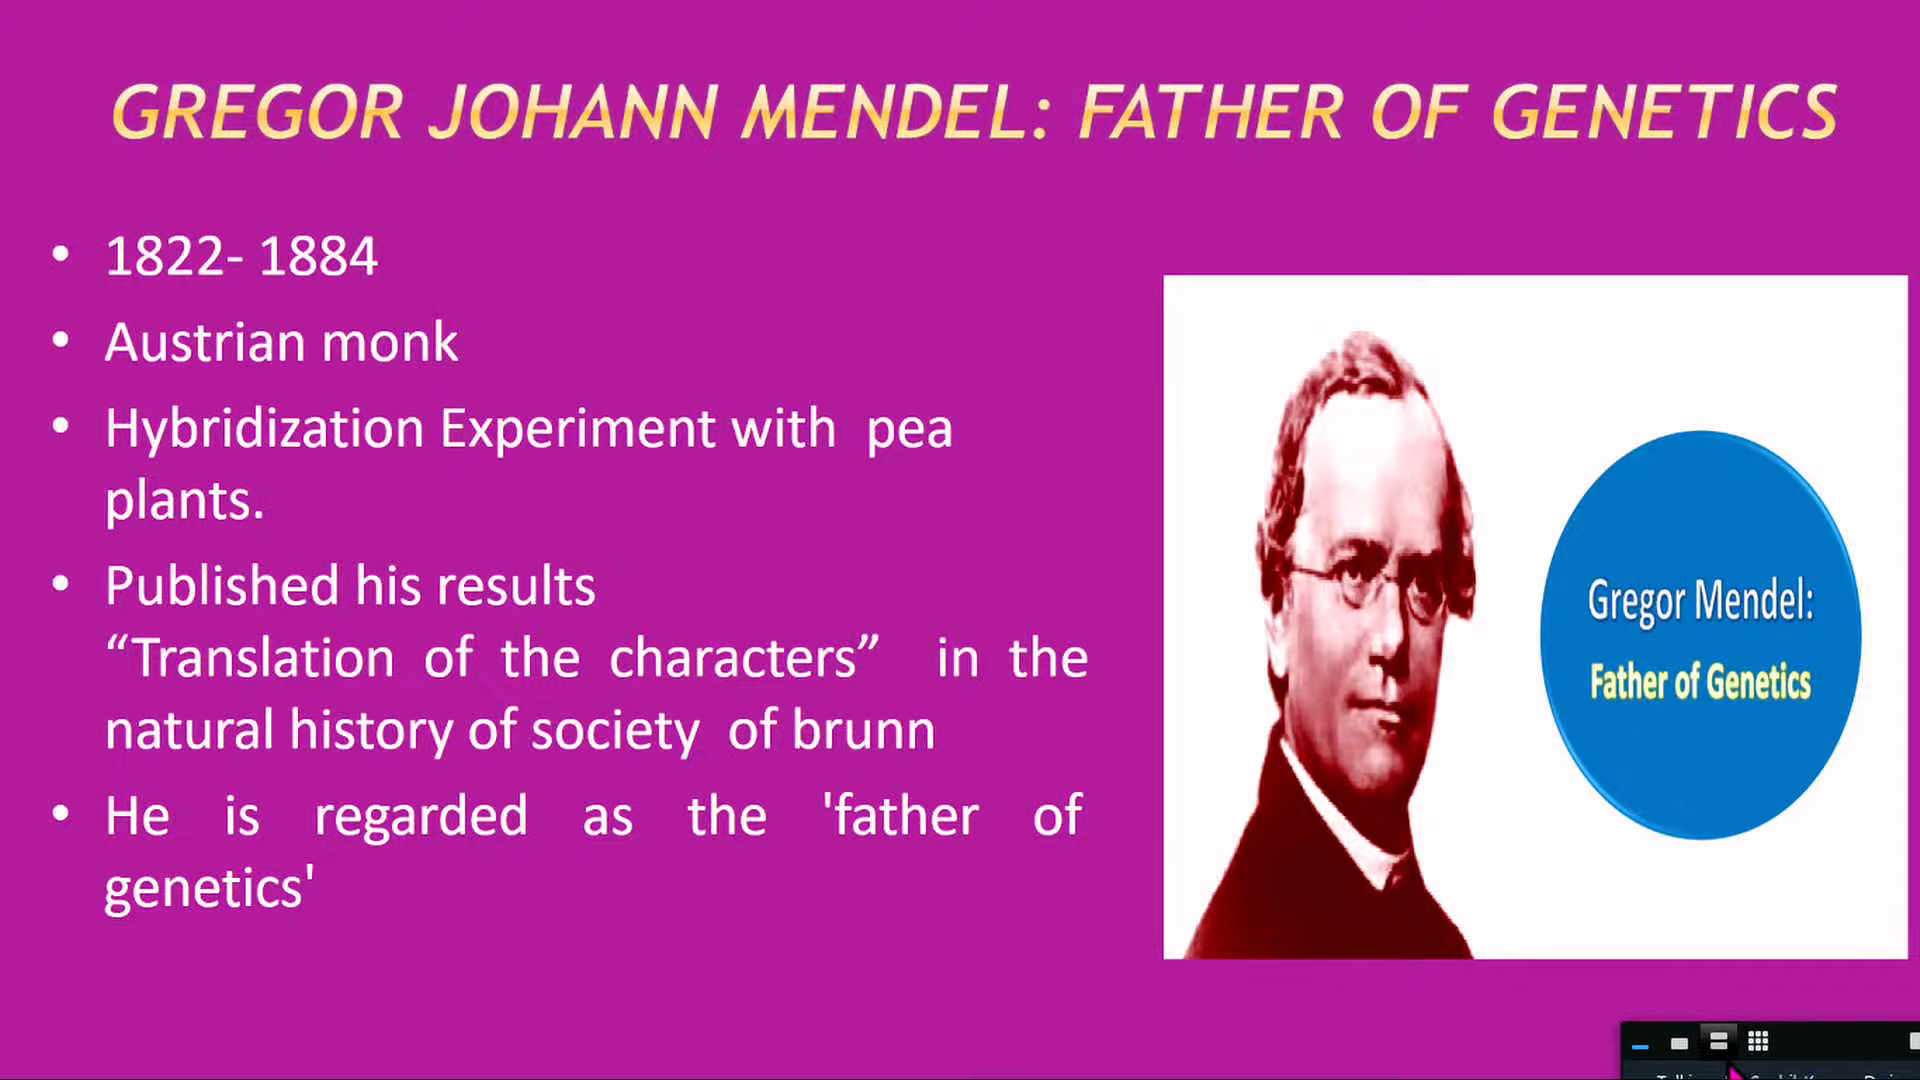 GREGOR JOHANN MENDEL: FATHER OF GENETICS
• 1822- 1884
• Austrian monk
• Hybridization Experiment with pea
plants.
• Published his results
“Translation of the characters” in the
natural history of society of brunn
• He is regarded as the 'father of
genetics'
Gregor Mendel:
Father of Genetics